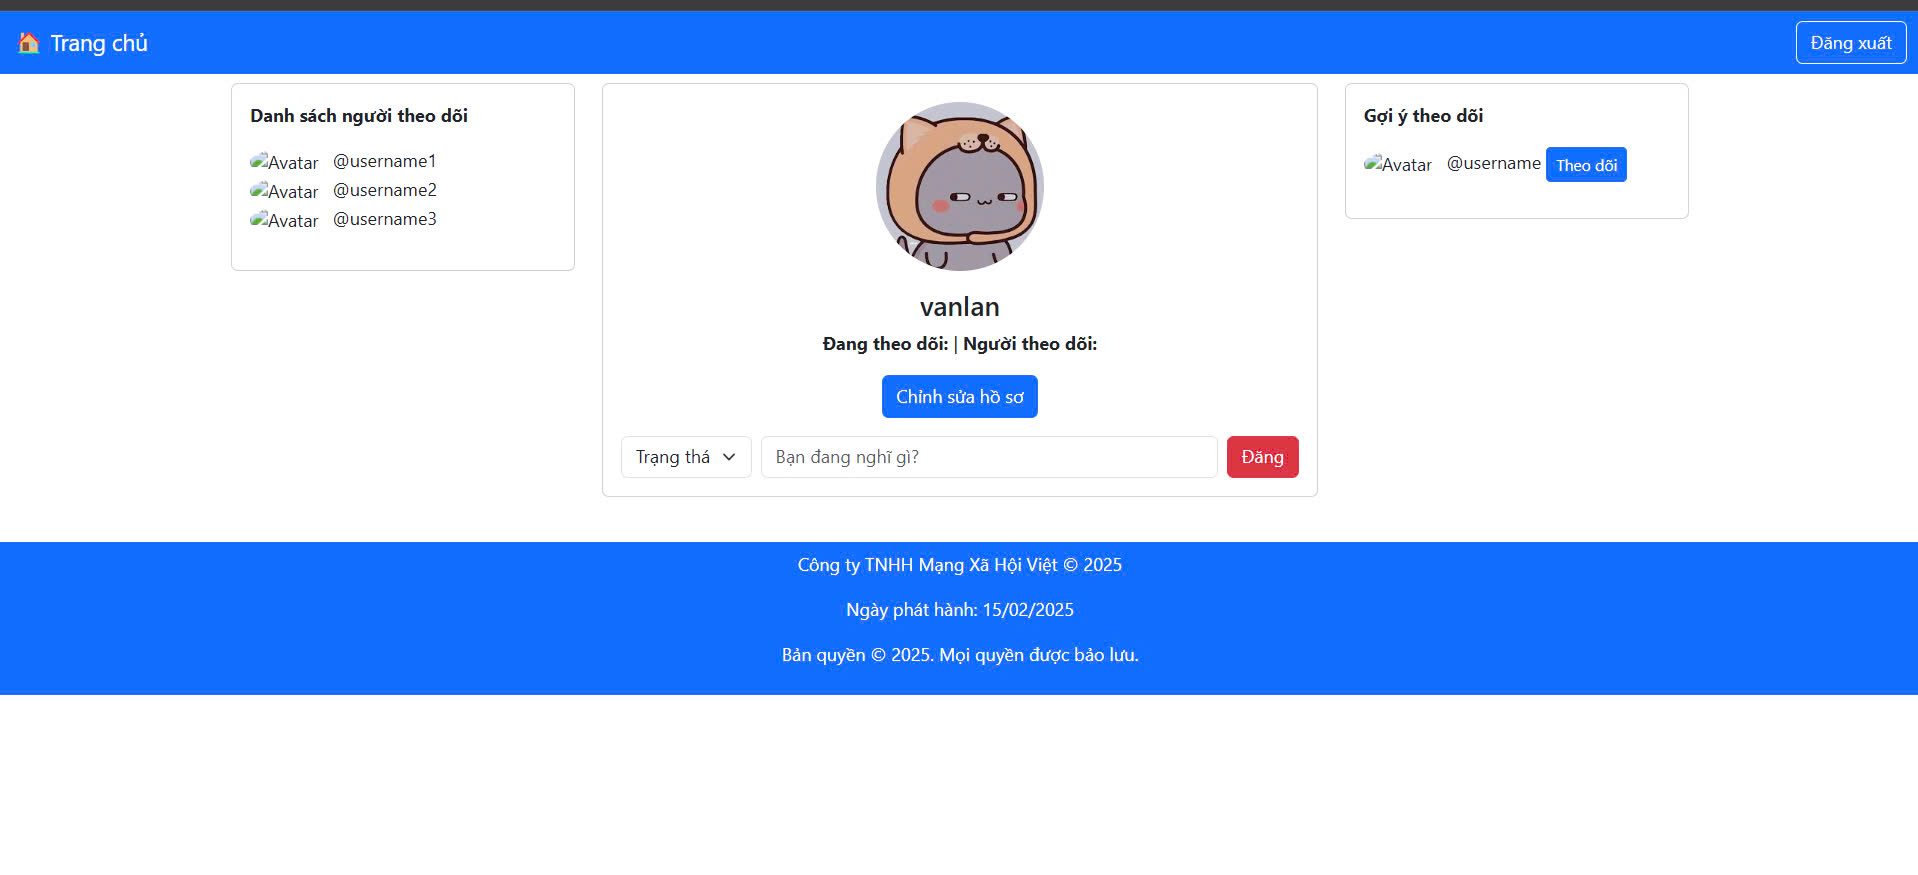 🏠 Trang chủ
Đăng xuất
Danh sách người theo dõi
Avatar @username1
Avatar @username2
Avatar @username3
vanlan
Đang theo dõi: | Người theo dõi:
Chỉnh sửa hồ sơ
Trạng thá
Bạn đang nghĩ gì?
Đăng
Gợi ý theo dõi
Avatar @username Theo dõi
Công ty TNHH Mạng Xã Hội Việt © 2025
Ngày phát hành: 15/02/2025
Bản quyền © 2025. Mọi quyền được bảo lưu.